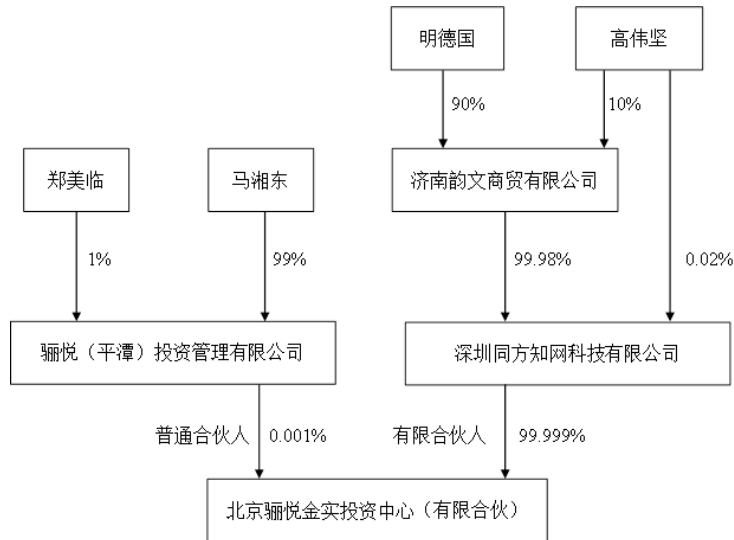 明德国
高伟坚
90%
10%
郑美临
马湘东
济南韵文商贸有限公司
1%
99%
99.98%
0.02%
骊悦（平潭）投资管理有限公司
深圳同方知网科技有限公司
普通合伙人
0.001%
有限合伙人
99.999%
北京骊悦金实投资中心（有限合伙）